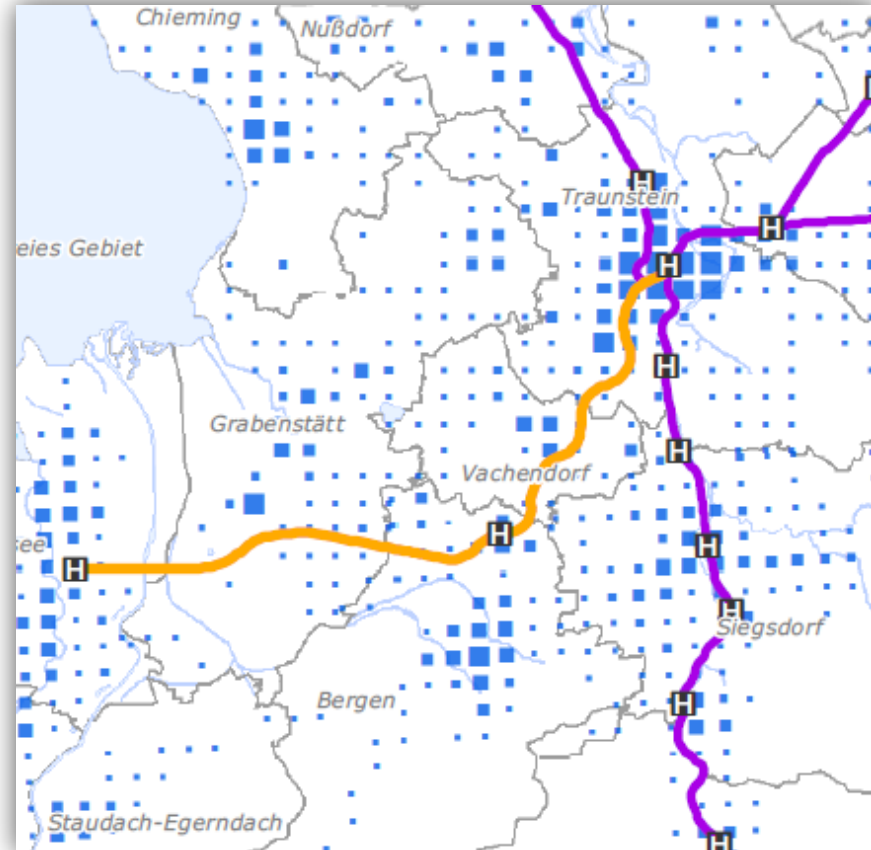 Chieming
Nußdorf
H
Traunstein
H
eies Gebiet
H
H
Grabenstätt
H
Vachendorf
H
see
H
H
H
Siegsdorf
Bergen
H
Staudach-Egerndach
H